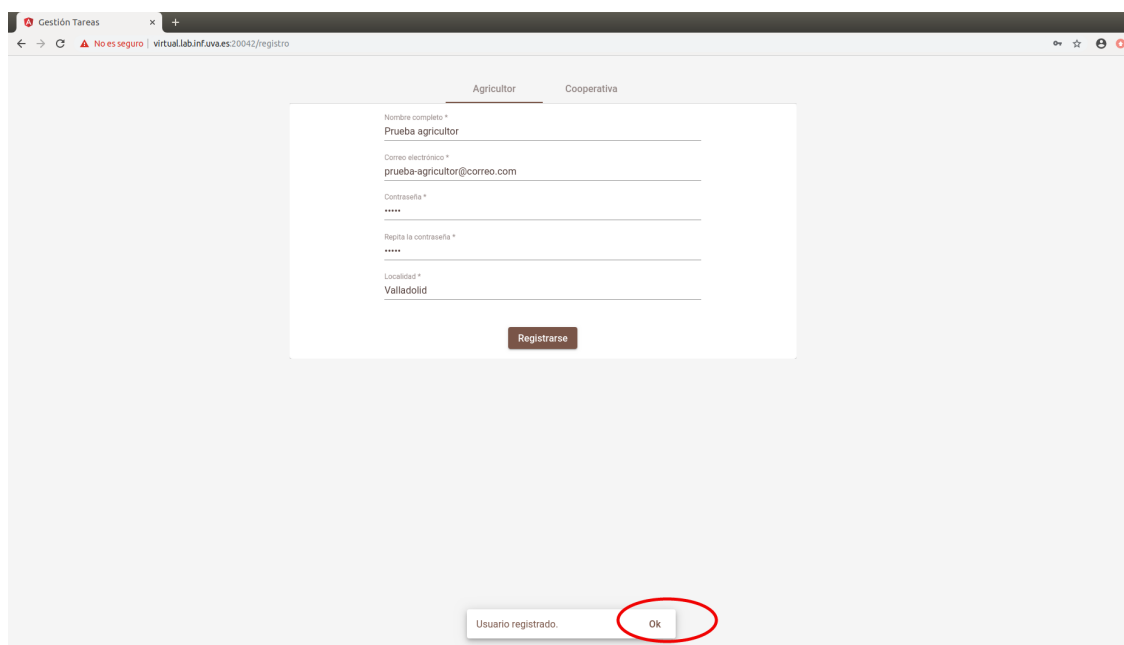 Gestión Tareas × +
No es seguro | virtual.lab.inf.uva.es:20042/registro
Agricultor Cooperativa
Nombre completo *
Prueba agricultor
Correo electrónico *
prueba-agricultor@correo.com
Contraseña *
•••••
Repita la contraseña *
•••••
Localidad *
Valladolid
Registrarse
Usuario registrado. Ok